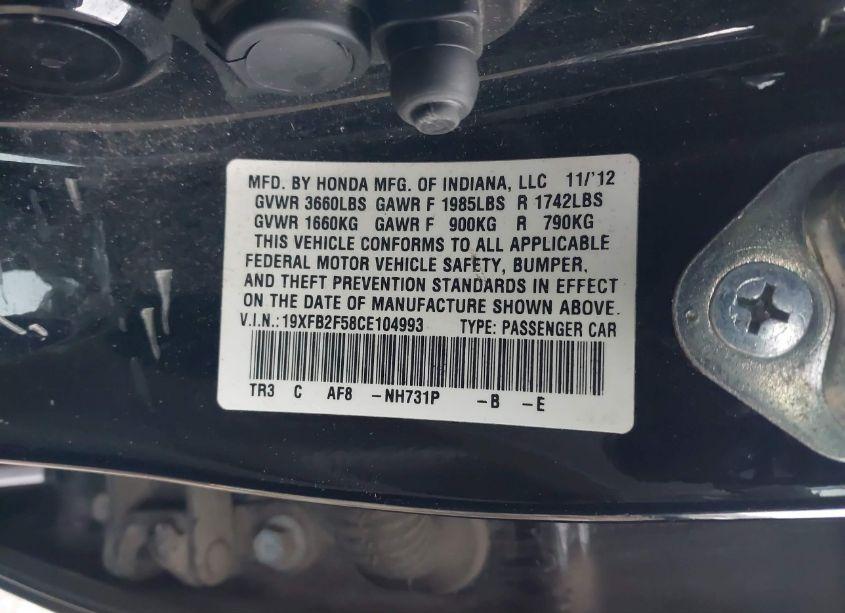 MFD. BY HONDA MFG. OF INDIANA, LLC 11/'12
GVWR 3660LBS GAWR F 1985LBS R 1742LBS
GVWR 1660KG GAWR F 900KG R 790KG
THIS VEHICLE CONFORMS TO ALL APPLICABLE
FEDERAL MOTOR VEHICLE SAFETY, BUMPER,
AND THEFT PREVENTION STANDARDS IN EFFECT
ON THE DATE OF MANUFACTURE SHOWN ABOVE.
V.I.N.: 19XFB2F58CE104993 TYPE: PASSENGER CAR
TR3 C AF8 -NH731P -B -E